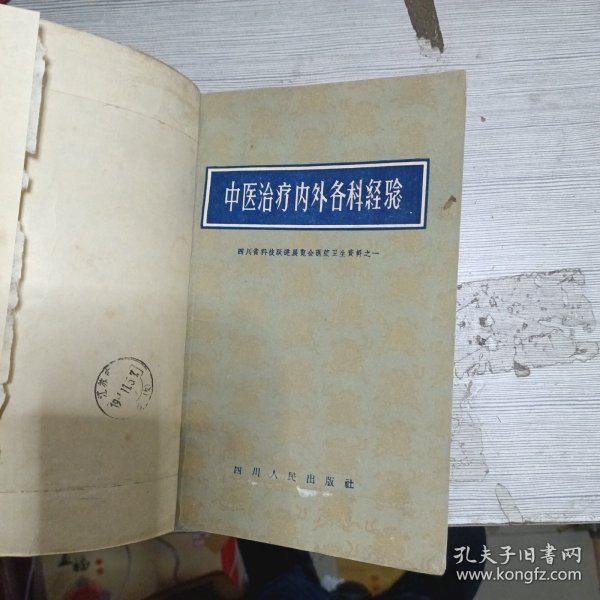 中医治疗内外各科经验
四川省科技跃进展览会医药卫生资料之一
四川人民出版社
孔夫子旧书网
www.kongfz.com